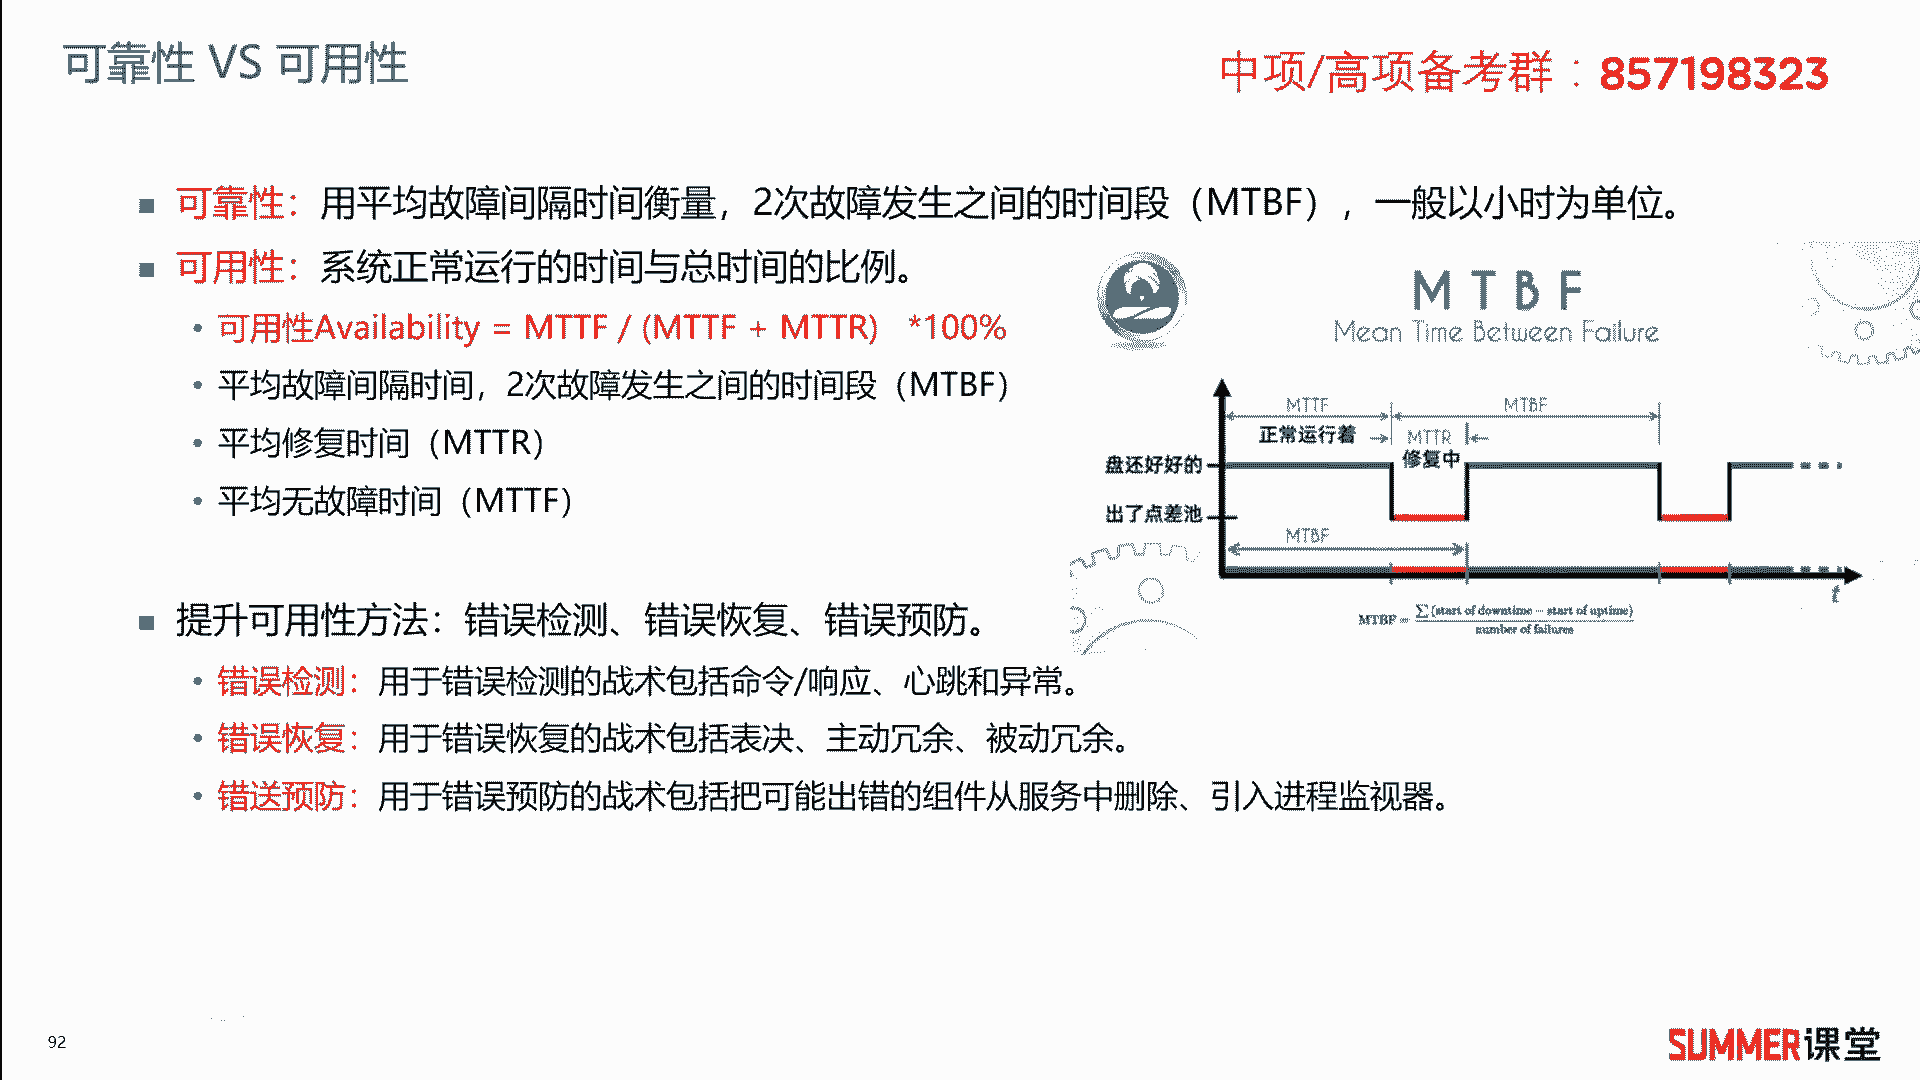 可靠性 VS 可用性
中项/高项备考群：857198323
可靠性：用平均故障间隔时间衡量，2次故障发生之间的时间段（MTBF），一般以小时为单位。
可用性：系统正常运行的时间与总时间的比例。
可用性Availability = MTTF / (MTTF + MTTR） *100%
平均故障间隔时间，2次故障发生之间的时间段（MTBF）
平均修复时间（MTTR）
平均无故障时间（MTTF）
M T B F
Mean Time Between Failure
MTTF
MTBF
正常运行着
MTTR
修复中
盘还好好的
出了点差池
MTBF
t
MTBF = ∑(start of downtime − start of uptime)
number of failures
提升可用性方法：错误检测、错误恢复、错误预防。
错误检测：用于错误检测的战术包括命令/响应、心跳和异常。
错误恢复：用于错误恢复的战术包括表决、主动冗余、被动冗余。
错送预防：用于错误预防的战术包括把可能出错的组件从服务中删除、引入进程监视器。
92
SUMMER课堂